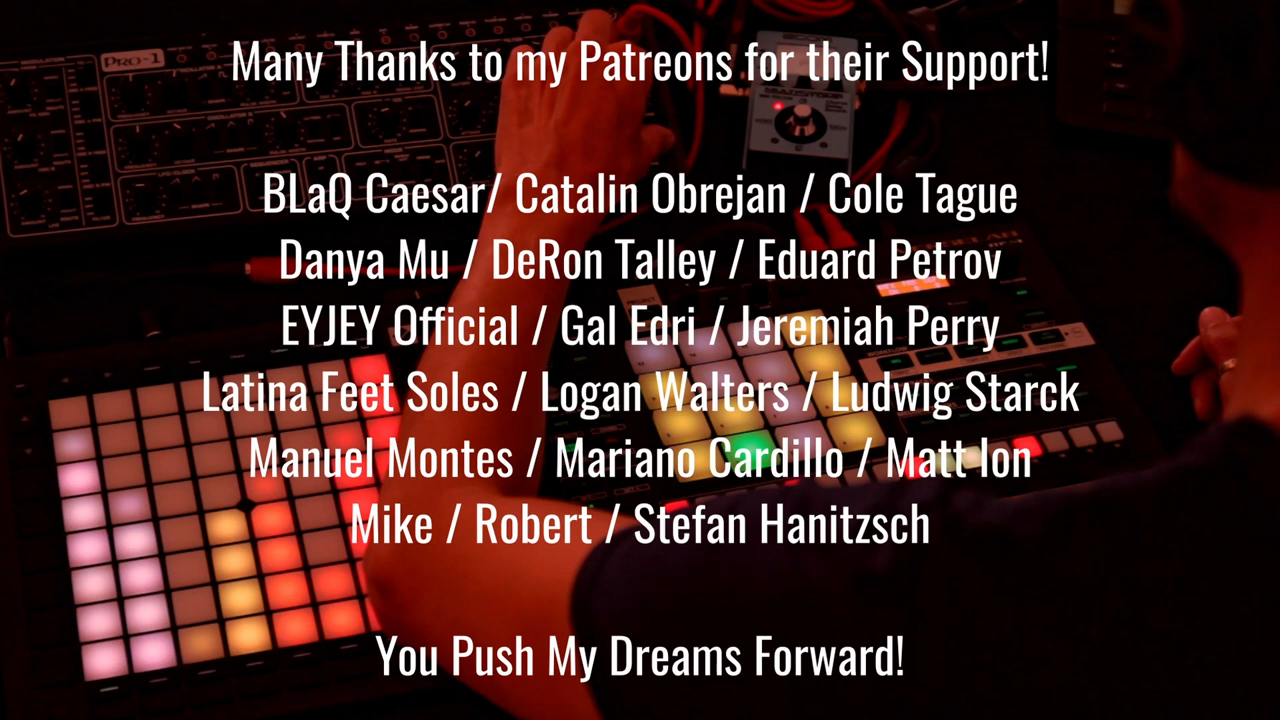 Many Thanks to my Patreons for their Support!
BLaQ Caesar/ Catalin Obrejan / Cole Tague
Danya Mu / DeRon Talley / Eduard Petrov
EYJEY Official / Gal Edri / Jeremiah Perry
Latina Feet Soles / Logan Walters / Ludwig Starck
Manuel Montes / Mariano Cardillo / Matt Ion
Mike / Robert / Stefan Hanitzsch
You Push My Dreams Forward!
PRO-1